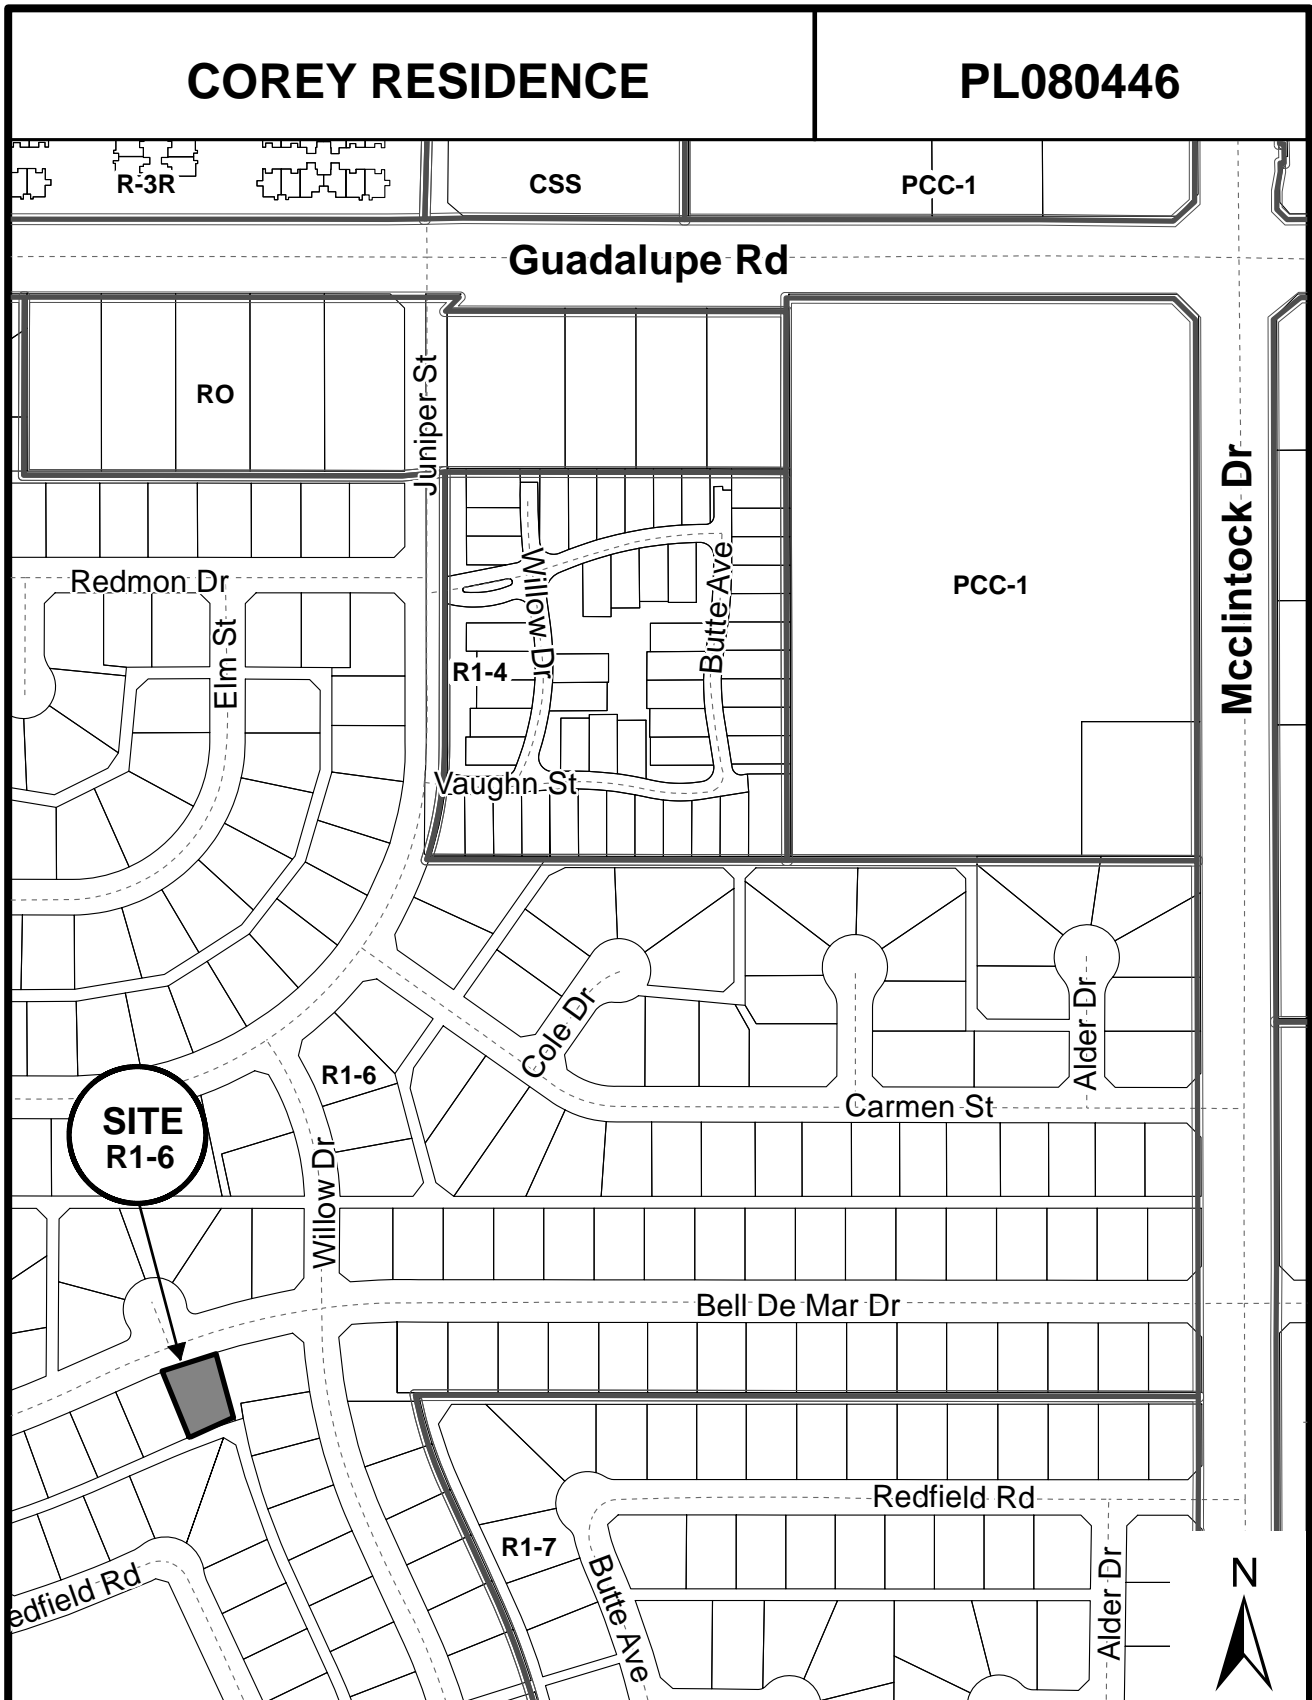 COREY RESIDENCE
PL080446
R-3R
CSS
PCC-1
Guadalupe Rd
RO
Juniper St
Mcclintock Dr
Redmon Dr
Elm St
Willow Dr
Butte Ave
PCC-1
R1-4
Vaughn St
Cole Dr
Alder Dr
R1-6
Carmen St
SITE
R1-6
Willow Dr
Bell De Mar Dr
Redfield Rd
R1-7
edfield Rd
Butte Ave
Alder Dr
N